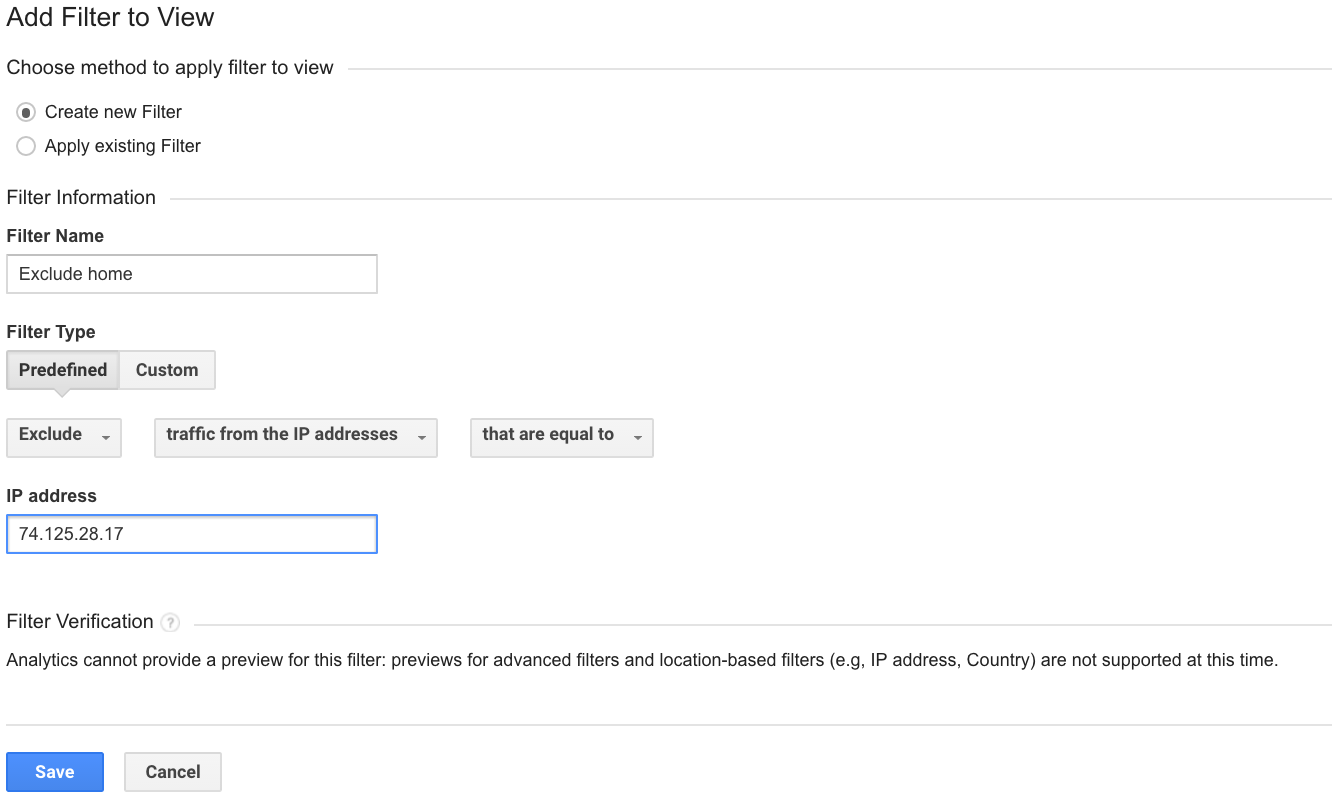 Add Filter to View
Choose method to apply filter to view
Create new Filter
Apply existing Filter
Filter Information
Filter Name
Exclude home
Filter Type
Predefined Custom
Exclude traffic from the IP addresses that are equal to
IP address
74.125.28.17
Filter Verification ?
Analytics cannot provide a preview for this filter: previews for advanced filters and location-based filters (e.g, IP address, Country) are not supported at this time.
Save Cancel